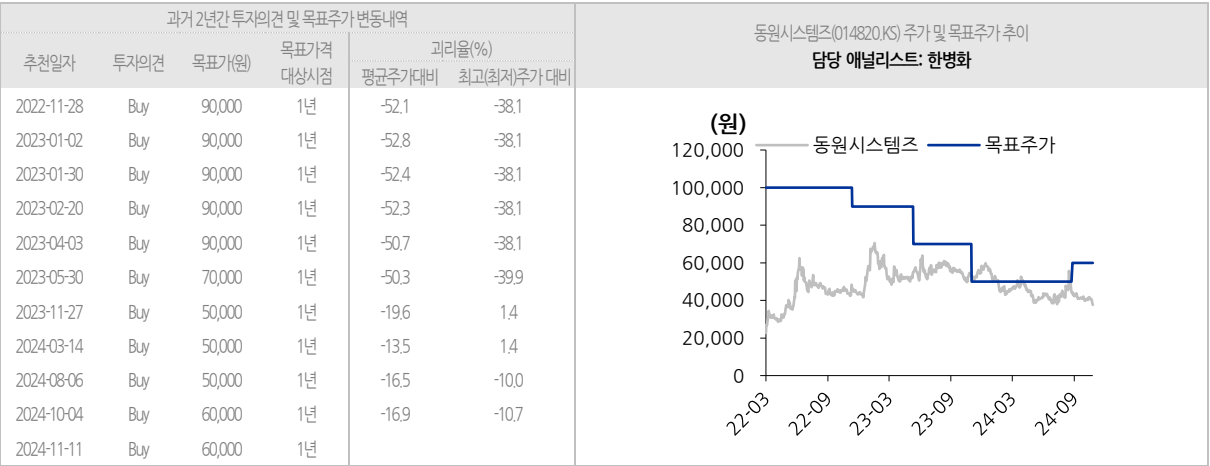 과거 2년간 투자의견 및 목표주가 변동내역
추천일자 투자의견 목표가(원) 목표가격 대상시점 괴리율(%)
평균주가대비 최고(최저)주가 대비
2022-11-28 Buy 90,000 1년 -52.1 -38.1
2023-01-02 Buy 90,000 1년 -52.8 -38.1
2023-01-30 Buy 90,000 1년 -52.4 -38.1
2023-02-20 Buy 90,000 1년 -52.3 -38.1
2023-04-03 Buy 90,000 1년 -50.7 -38.1
2023-05-30 Buy 70,000 1년 -50.3 -39.9
2023-11-27 Buy 50,000 1년 -19.6 1.4
2024-03-14 Buy 50,000 1년 -13.5 1.4
2024-08-06 Buy 50,000 1년 -16.5 -10.0
2024-10-04 Buy 60,000 1년 -16.9 -10.7
2024-11-11 Buy 60,000 1년
동원시스템즈(014820.KS) 주가 및 목표주가 추이
담당 애널리스트: 한병화
(원)
동원시스템즈 목표주가
120,000
100,000
80,000
60,000
40,000
20,000
0
22-03 22-09 23-03 23-09 24-03 24-09